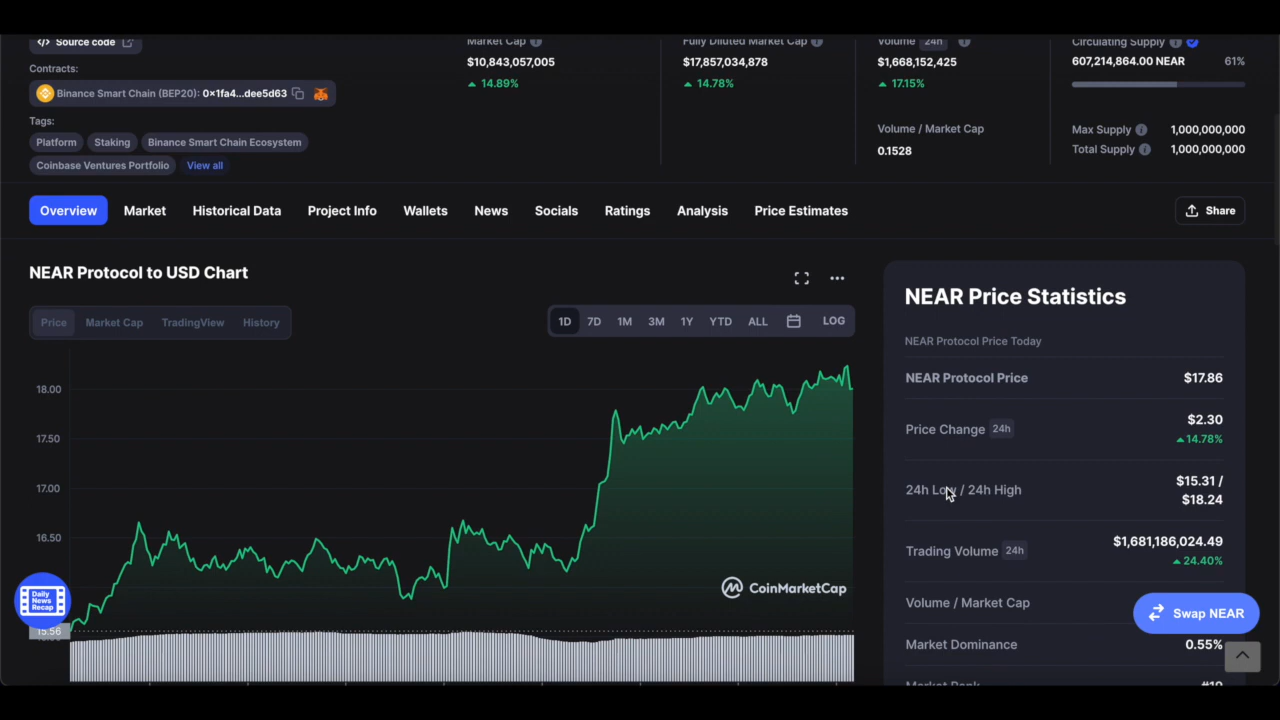 Source code
Contracts:
Binance Smart Chain (BEP20): 0x1fa4...dee5d63
Tags:
Platform
Staking
Binance Smart Chain Ecosystem
Coinbase Ventures Portfolio
View all
Market Cap
$10,843,057,005
14.89%
Fully Diluted Market Cap
$17,857,034,878
14.78%
Volume 24h
$1,668,152,425
17.15%
Volume / Market Cap
0.1528
Circulating Supply
607,214,864.00 NEAR 61%
Max Supply 1,000,000,000
Total Supply 1,000,000,000
Overview Market Historical Data Project Info Wallets News Socials Ratings Analysis Price Estimates Share
NEAR Protocol to USD Chart
Price Market Cap TradingView History
1D 7D 1M 3M 1Y YTD ALL LOG
18.00
17.50
17.00
16.50
15.56
CoinMarketCap
Daily
News
Recap
NEAR Price Statistics
NEAR Protocol Price Today
NEAR Protocol Price $17.86
Price Change 24h $2.30
14.78%
24h Low / 24h High $15.31 /
$18.24
Trading Volume 24h $1,681,186,024.49
24.40%
Volume / Market Cap
Swap NEAR
Market Dominance 0.55%
Market Rank #19